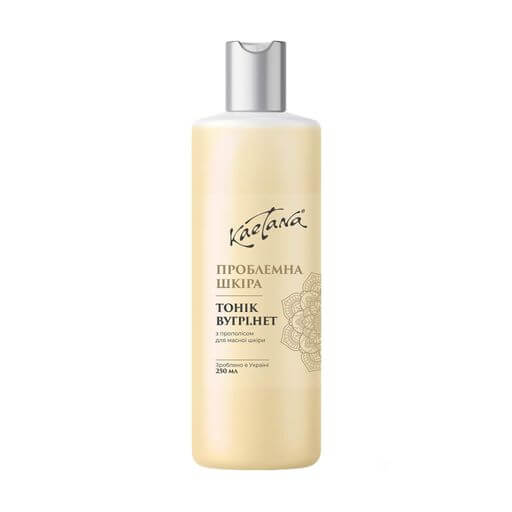 Kaetana®
ПРОБЛЕМНА
ШКІРА
ТОНІК
ВУГРІ.НЕТ
з прополісом
для масної шкіри
Зроблено в Україні
250 мл